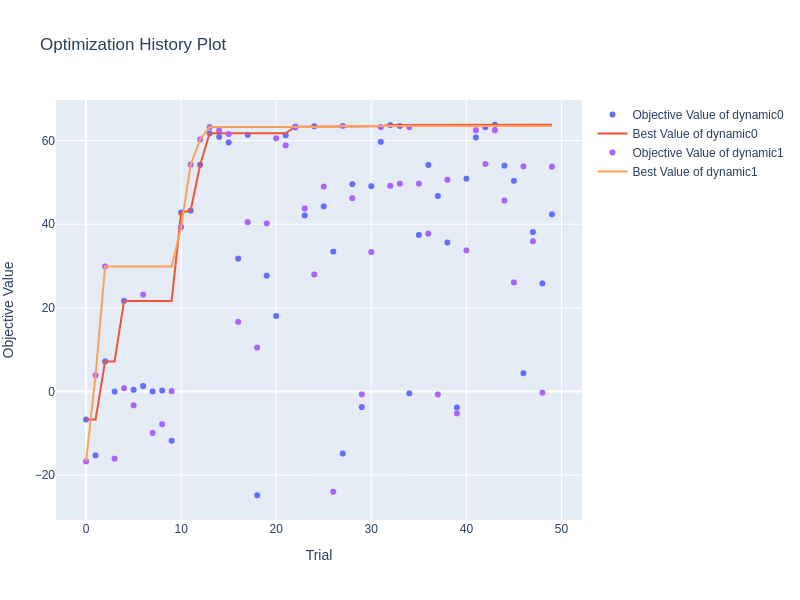 Optimization History Plot
Objective Value
60
40
20
0
−20
0 10 20 30 40 50
Trial
Objective Value of dynamic0
Best Value of dynamic0
Objective Value of dynamic1
Best Value of dynamic1